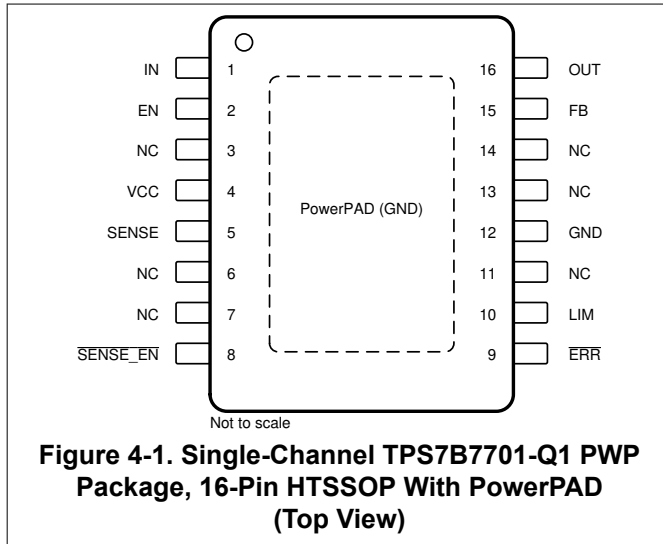 IN 1 16 OUT
EN 2 15 FB
NC 3 14 NC
VCC 4 13 NC
PowerPAD (GND)
SENSE 5 12 GND
NC 6 11 NC
NC 7 10 LIM
SENSE_EN 8 9 ERR
Not to scale
Figure 4-1. Single-Channel TPS7B7701-Q1 PWP
Package, 16-Pin HTSSOP With PowerPAD
(Top View)